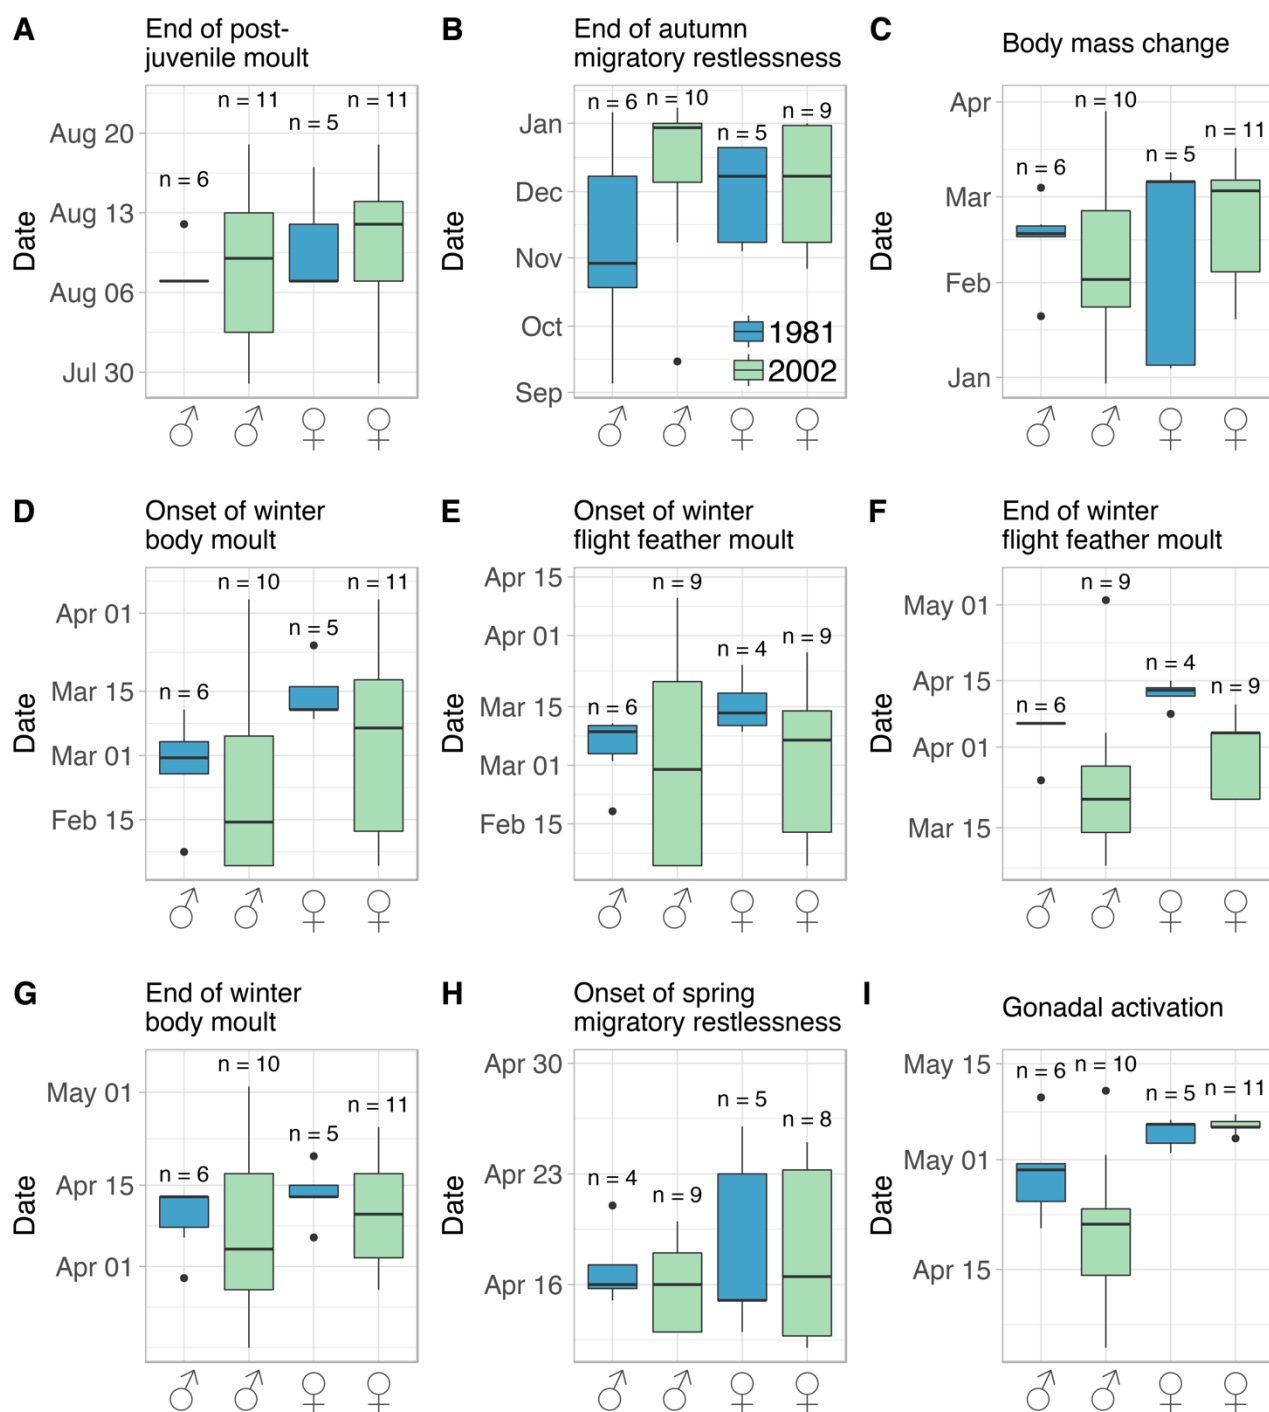 A
End of post-
juvenile moult
Date
Aug 20
Aug 13
Aug 06
Jul 30
n = 6
n = 11
n = 5
n = 11
♂ ♂ ♀ ♀
B
End of autumn
migratory restlessness
Date
Jan
Dec
Nov
Oct
Sep
n = 6
n = 10
n = 5
n = 9
1981
2002
♂ ♂ ♀ ♀
C
Body mass change
Date
Apr
Mar
Feb
Jan
n = 6
n = 10
n = 5
n = 11
♂ ♂ ♀ ♀
D
Onset of winter
body moult
Date
Apr 01
Mar 15
Mar 01
Feb 15
n = 6
n = 10
n = 5
n = 11
♂ ♂ ♀ ♀
E
Onset of winter
flight feather moult
Date
Apr 15
Apr 01
Mar 15
Mar 01
Feb 15
n = 6
n = 9
n = 4
n = 9
♂ ♂ ♀ ♀
F
End of winter
flight feather moult
Date
May 01
Apr 15
Apr 01
Mar 15
n = 6
n = 9
n = 4
n = 9
♂ ♂ ♀ ♀
G
End of winter
body moult
Date
May 01
Apr 15
Apr 01
n = 6
n = 10
n = 5
n = 11
♂ ♂ ♀ ♀
H
Onset of spring
migratory restlessness
Date
Apr 30
Apr 23
Apr 16
n = 4
n = 9
n = 5
n = 8
♂ ♂ ♀ ♀
I
Gonadal activation
Date
May 15
May 01
Apr 15
n = 6
n = 10
n = 5
n = 11
♂ ♂ ♀ ♀